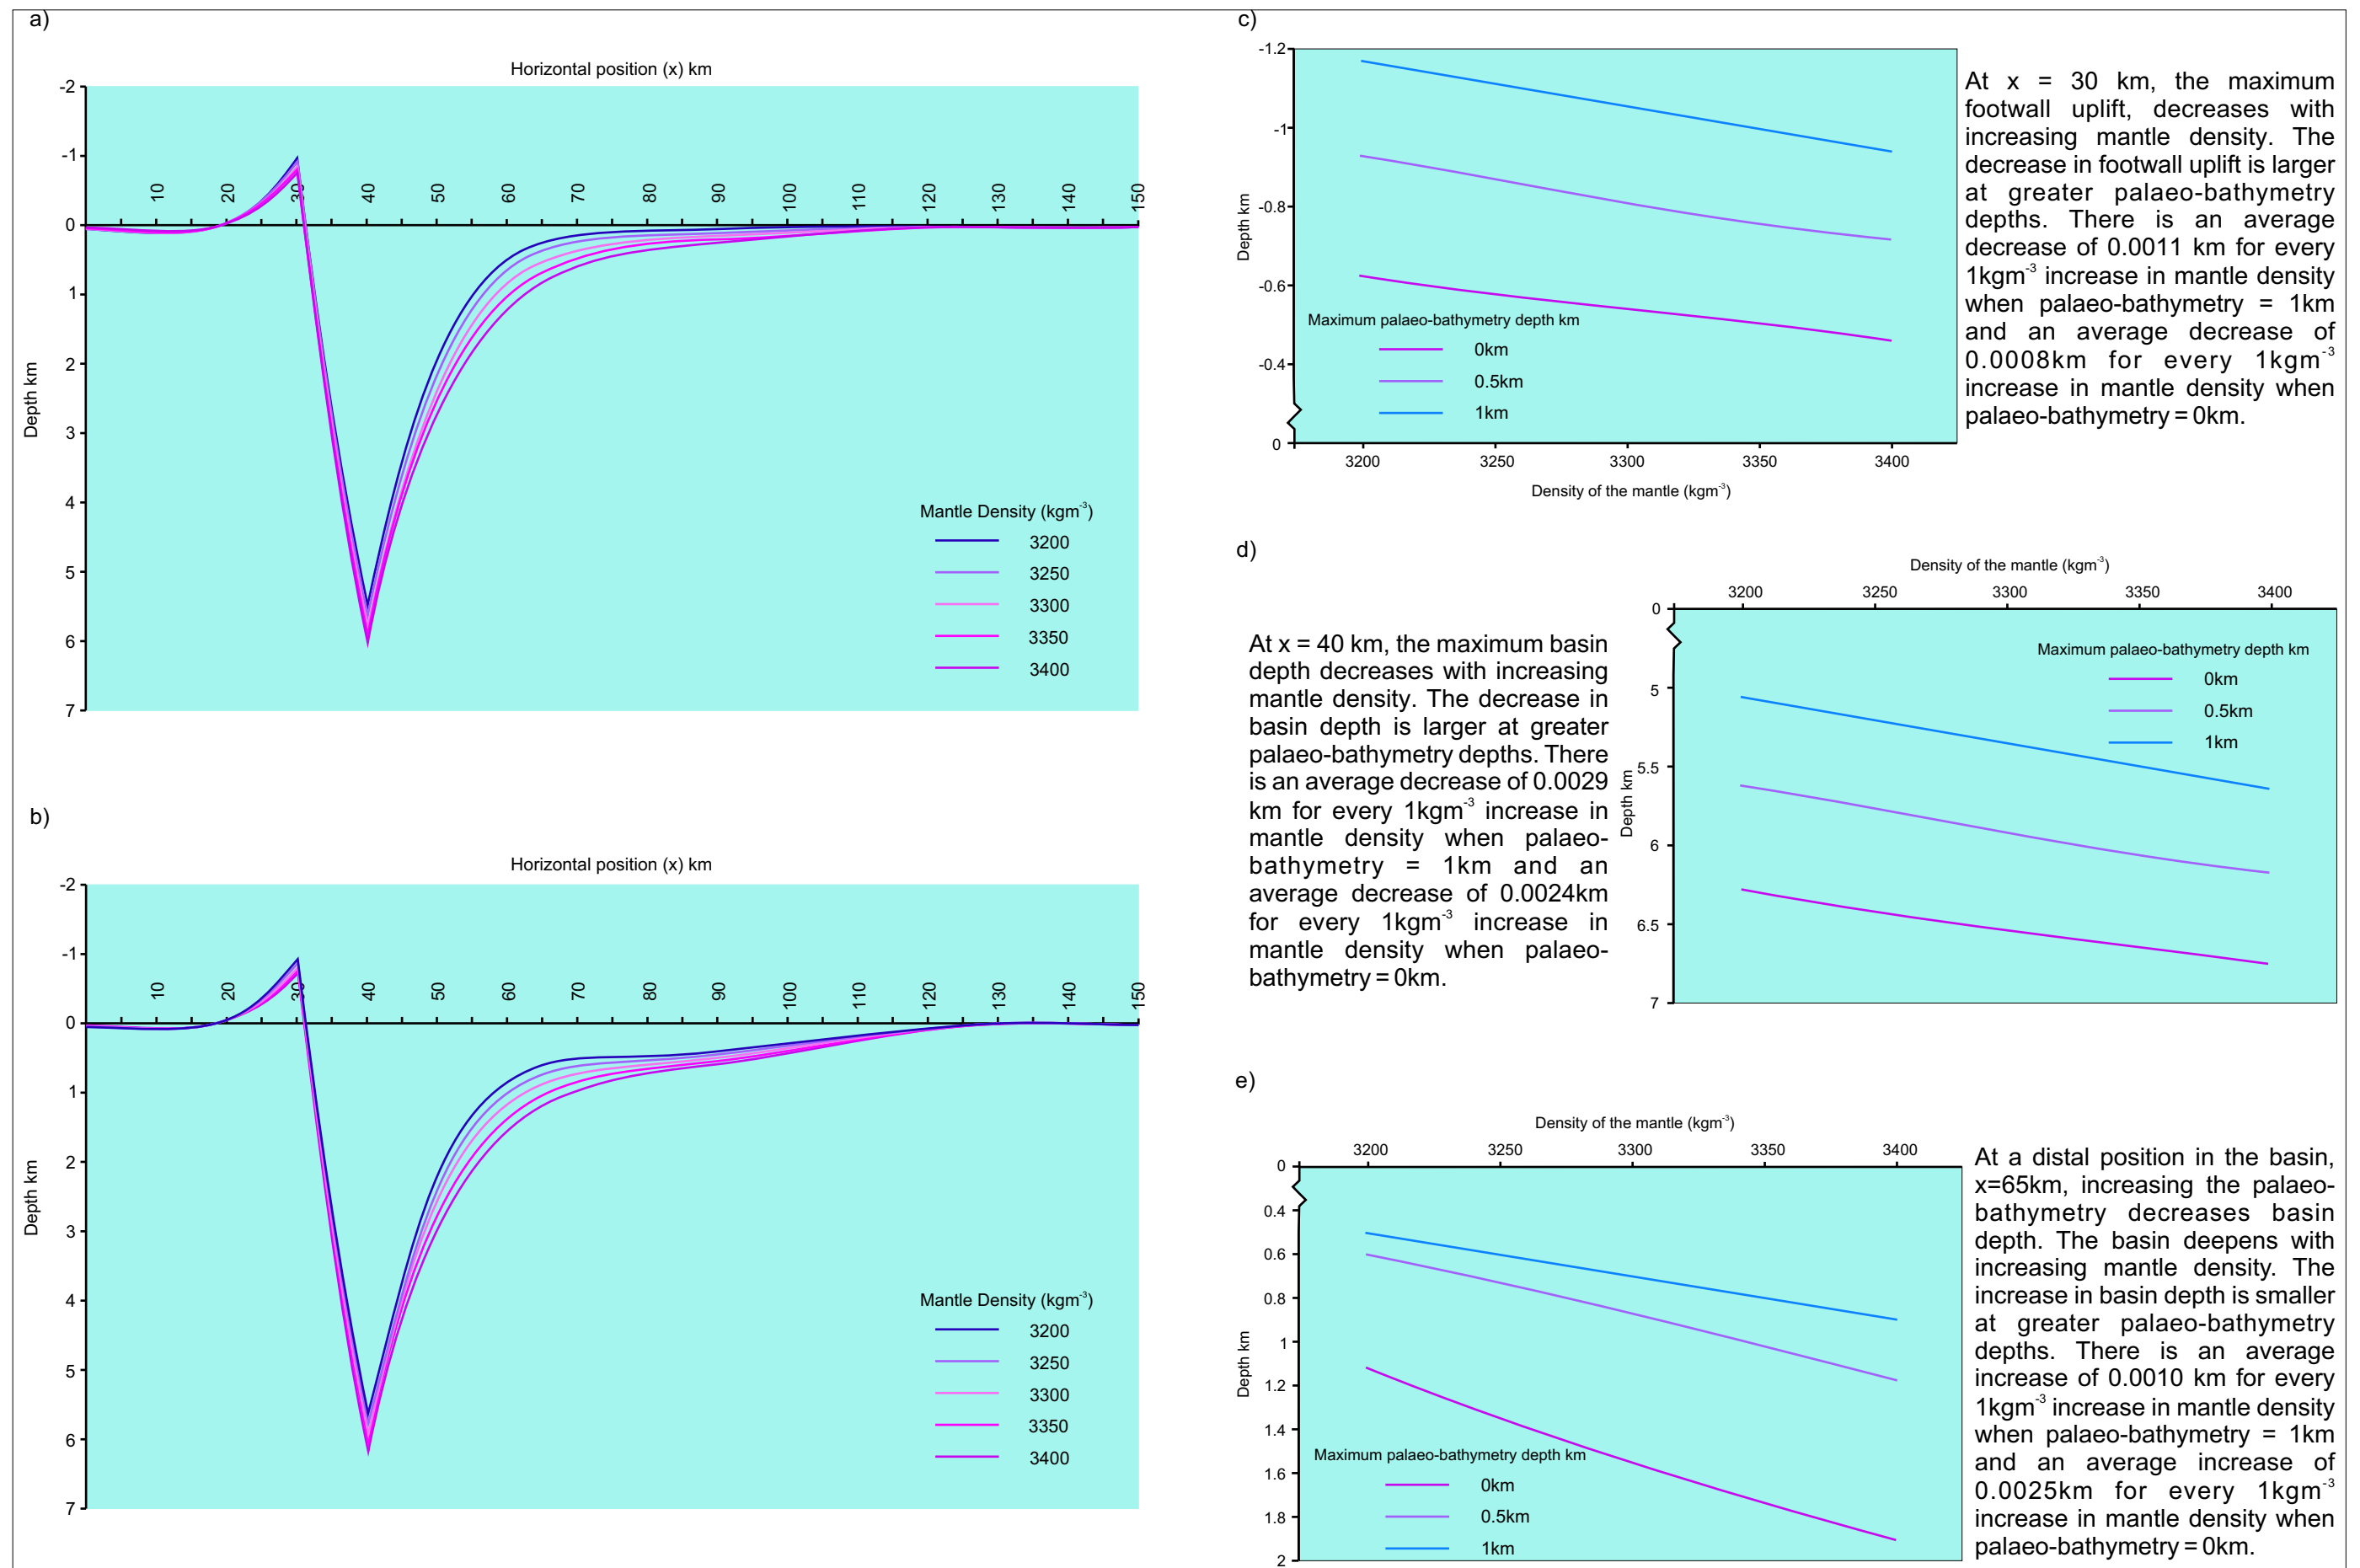 a)
Horizontal position (x) km
-2
-1
10 20 30 40 50 60 70 80 90 100 110 120 130 140 150
0
1
2
3
4
5
6
7
Depth km
Mantle Density (kgm-3)
3200
3250
3300
3350
3400
b)
Horizontal position (x) km
-2
-1
10 20 30 40 50 60 70 80 90 100 110 120 130 140 150
0
1
2
3
4
5
6
7
Depth km
Mantle Density (kgm-3)
3200
3250
3300
3350
3400
c)
-1.2
-1
-0.8
-0.6
-0.4
0
Depth km
Maximum palaeo-bathymetry depth km
0km
0.5km
1km
3200 3250 3300 3350 3400
Density of the mantle (kgm-3)
At x = 30 km, the maximum
footwall uplift, decreases with
increasing mantle density. The
decrease in footwall uplift is larger
at greater palaeo-bathymetry
depths. There is an average
decrease of 0.0011 km for every
1kgm-3 increase in mantle density
when palaeo-bathymetry = 1km
and an average decrease of
0.0008km for every 1kgm-3
increase in mantle density when
palaeo-bathymetry = 0km.
d)
At x = 40 km, the maximum basin
depth decreases with increasing
mantle density. The decrease in
basin depth is larger at greater
palaeo-bathymetry depths. There
is an average decrease of 0.0029
km for every 1kgm-3 increase in
mantle density when palaeo-
bathymetry = 1km and an
average decrease of 0.0024km
for every 1kgm-3 increase in
mantle density when palaeo-
bathymetry = 0km.
Density of the mantle (kgm-3)
3200 3250 3300 3350 3400
0
5
5.5
6
6.5
7
Depth km
Maximum palaeo-bathymetry depth km
0km
0.5km
1km
e)
Density of the mantle (kgm-3)
3200 3250 3300 3350 3400
0
0.4
0.6
0.8
1
1.2
1.4
1.6
1.8
2
Depth km
Maximum palaeo-bathymetry depth km
0km
0.5km
1km
At a distal position in the basin,
x=65km, increasing the palaeo-
bathymetry decreases basin
depth. The basin deepens with
increasing mantle density. The
increase in basin depth is smaller
at greater palaeo-bathymetry
depths. There is an average
increase of 0.0010 km for every
1kgm-3 increase in mantle density
when palaeo-bathymetry = 1km
and an average increase of
0.0025km for every 1kgm-3
increase in mantle density when
palaeo-bathymetry = 0km.